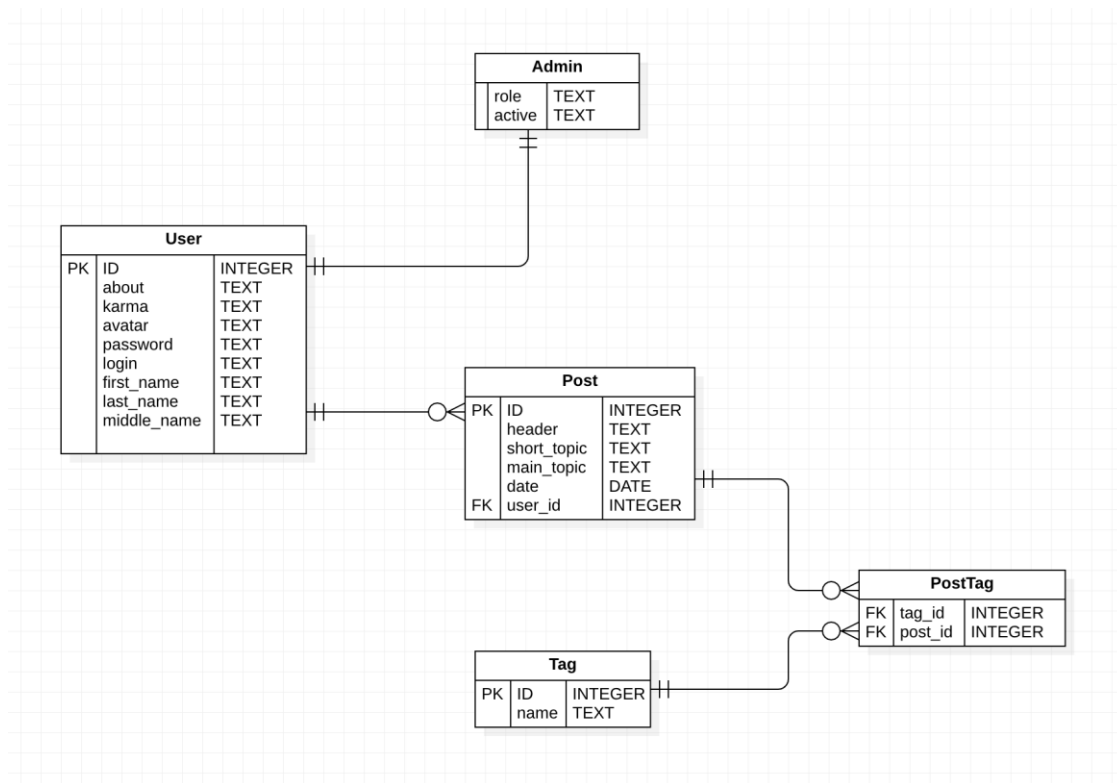 Admin
role TEXT
active TEXT
User
PK ID INTEGER
about TEXT
karma TEXT
avatar TEXT
password TEXT
login TEXT
first_name TEXT
last_name TEXT
middle_name TEXT
Post
PK ID INTEGER
header TEXT
short_topic TEXT
main_topic TEXT
date DATE
FK user_id INTEGER
PostTag
FK tag_id INTEGER
FK post_id INTEGER
Tag
PK ID INTEGER
name TEXT